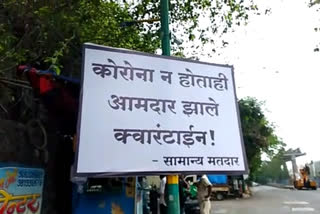 कोरोना न होताही
आमदार झाले
क्वारंटाईन!
- सामान्य मतदार